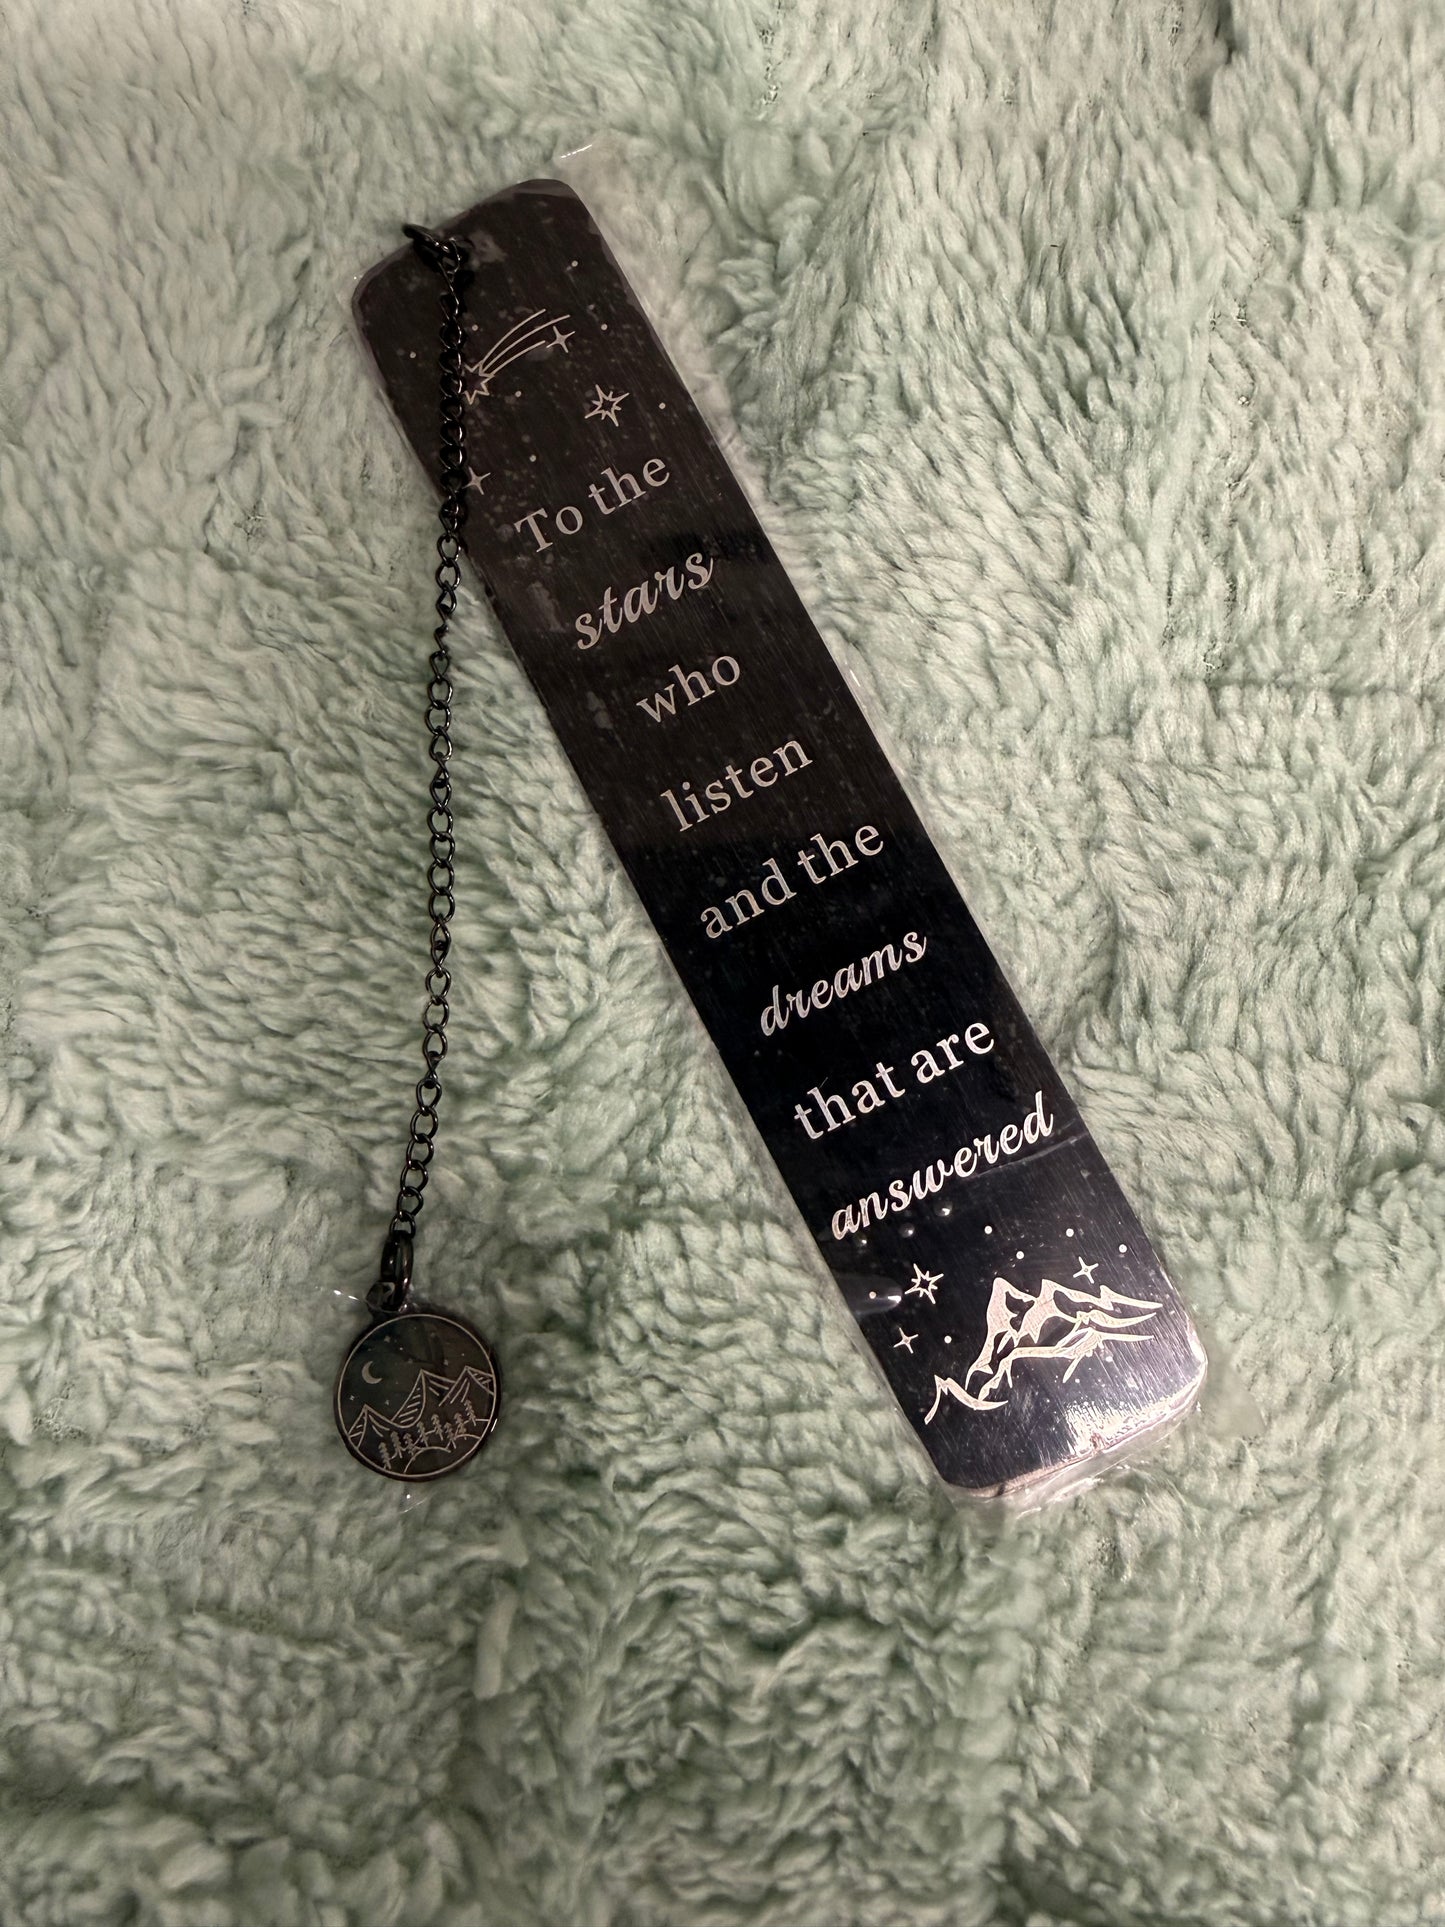 To the
stars
who
listen
and the
dreams
that are
answered